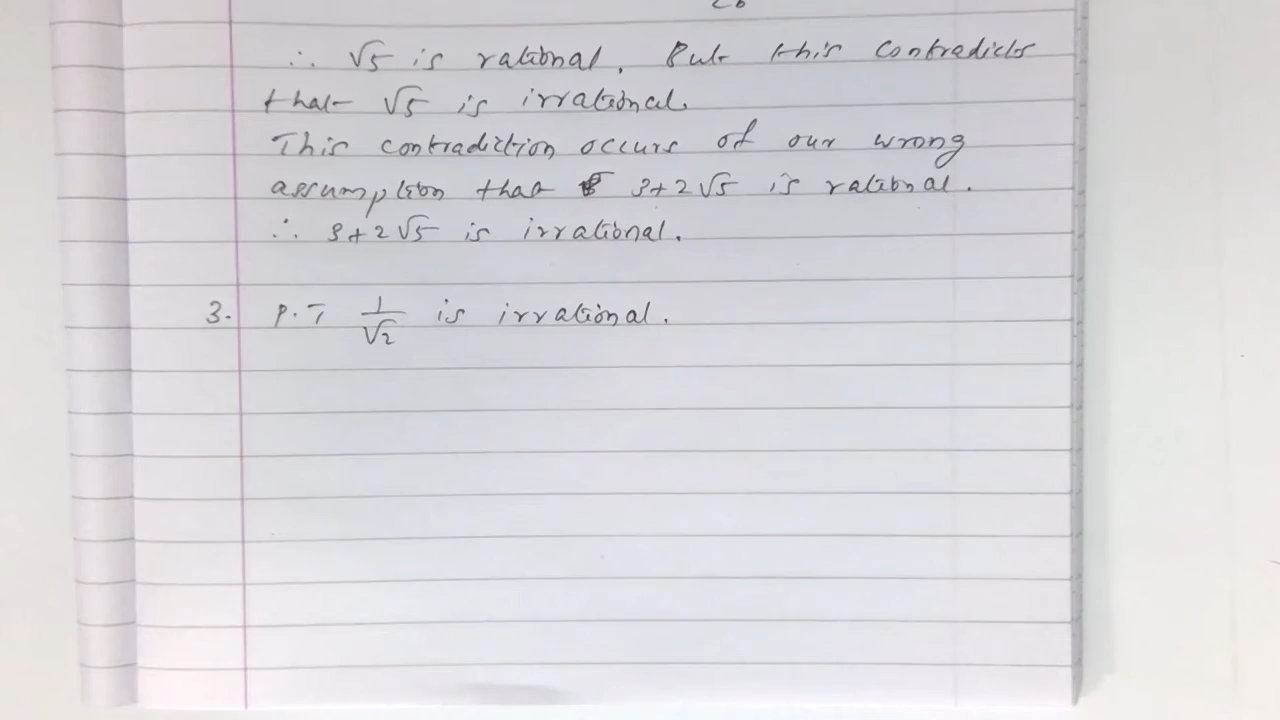 ∴ √5 is rational. But this contradicts
that √5 is irrational.
This contradiction occurs of our wrong
assumption that 3+2√5 is rational.
∴ 3+2√5 is irrational.
3. P.T 1/√2 is irrational.